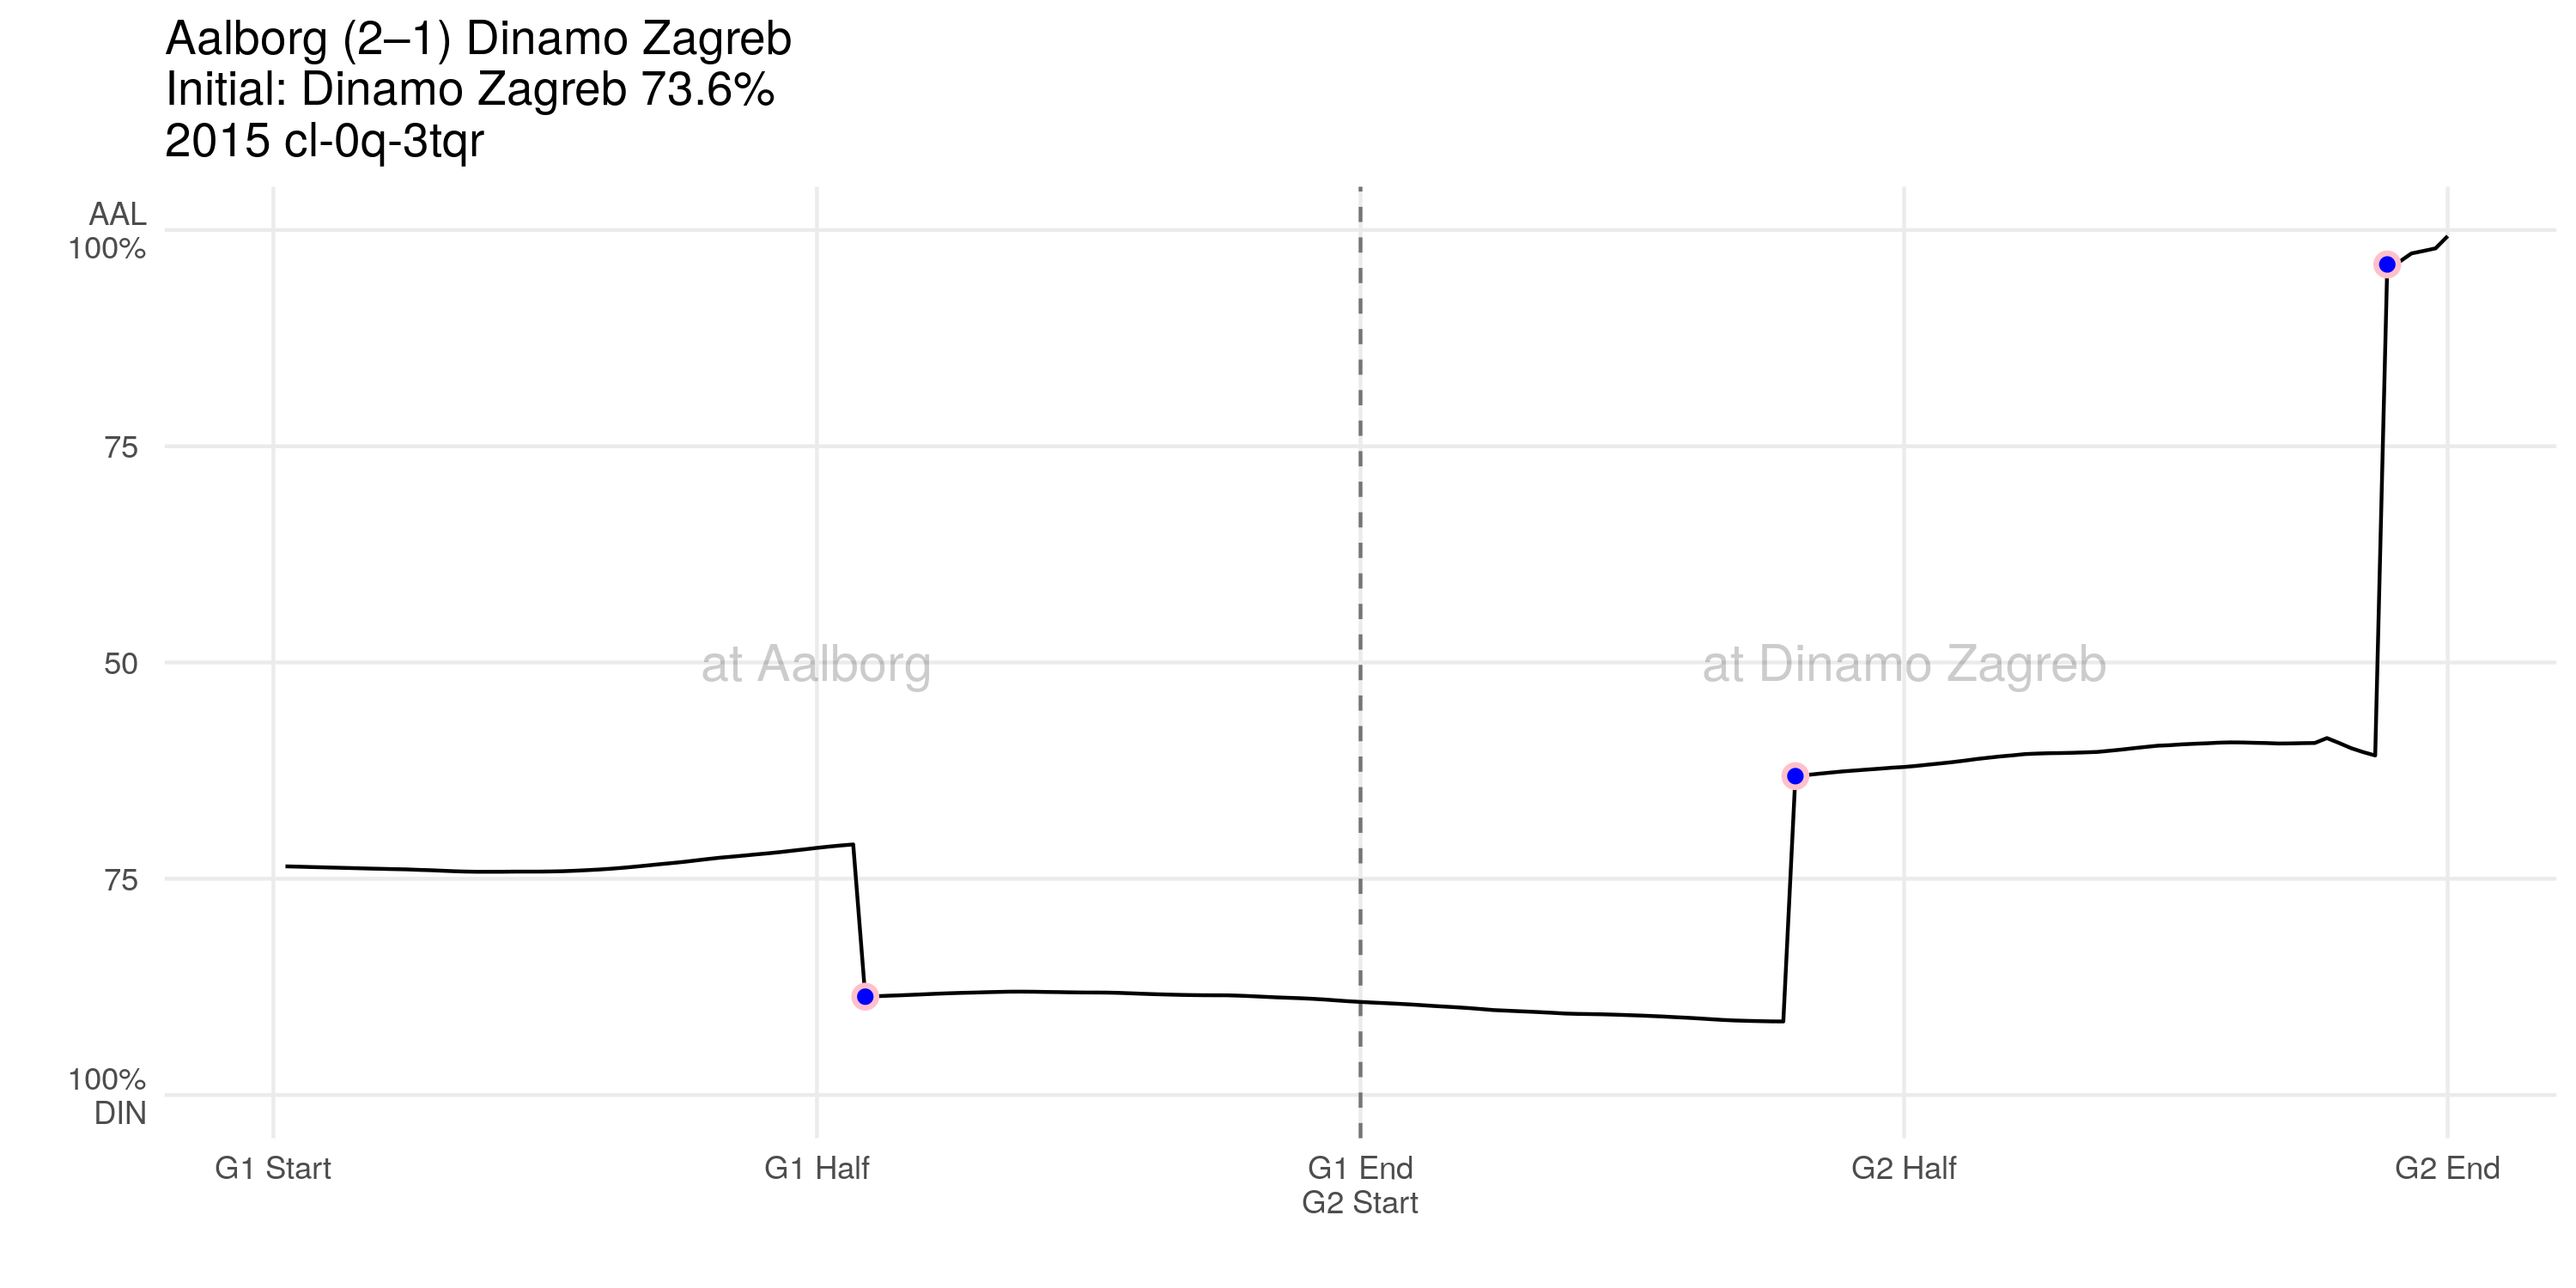 Aalborg (2–1) Dinamo Zagreb
Initial: Dinamo Zagreb 73.6%
2015 cl-0q-3tqr
AAL
100%
75
50
75
100%
DIN
at Aalborg
at Dinamo Zagreb
G1 Start
G1 Half
G1 End
G2 Start
G2 Half
G2 End